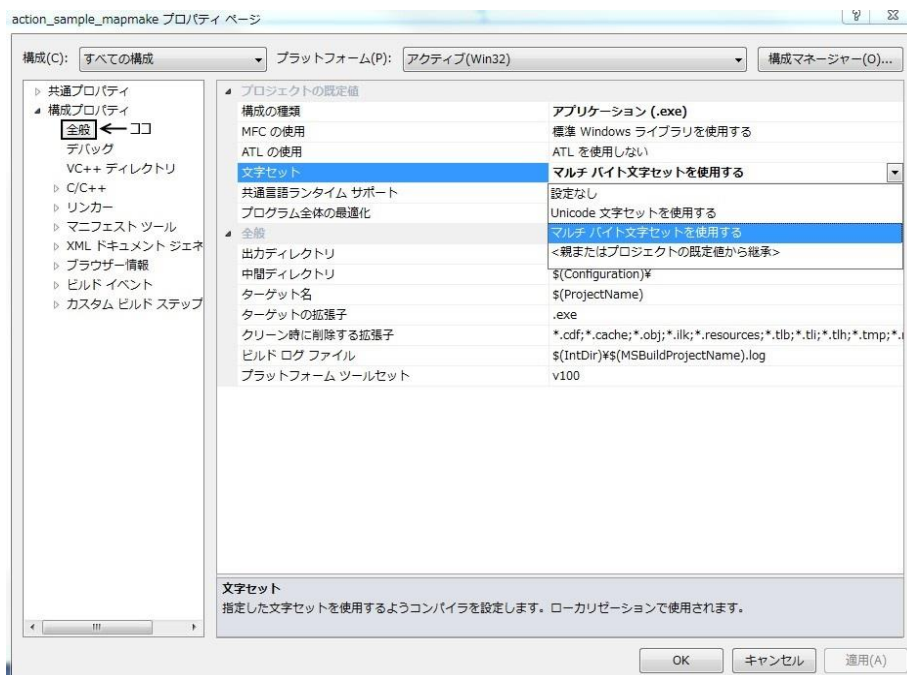 action_sample_mapmake プロパティ ページ
構成(C): すべての構成 プラットフォーム(P): アクティブ(Win32) 構成マネージャー(O)...
共通プロパティ
構成プロパティ
全般 ←ココ
デバッグ
VC++ ディレクトリ
C/C++
リンカー
マニフェスト ツール
XML ドキュメント ジェネ
ブラウザー情報
ビルド イベント
カスタム ビルド ステップ
プロジェクトの既定値
構成の種類 アプリケーション (.exe)
MFC の使用 標準 Windows ライブラリを使用する
ATL の使用 ATL を使用しない
文字セット マルチ バイト文字セットを使用する
共通言語ランタイム サポート 設定なし
プログラム全体の最適化 Unicode 文字セットを使用する
全般 マルチ バイト文字セットを使用する
出力ディレクトリ <親またはプロジェクトの既定値から継承>
中間ディレクトリ $(Configuration)¥
ターゲット名 $(ProjectName)
ターゲットの拡張子 .exe
クリーン時に削除する拡張子 *.cdf;*.cache;*.obj;*.ilk;*.resources;*.tlb;*.tli;*.tlh;*.tmp;*.
ビルド ログ ファイル $(IntDir)¥$(MSBuildProjectName).log
プラットフォーム ツールセット v100
文字セット
指定した文字セットを使用するようコンパイラを設定します。ローカリゼーションで使用されます。
OK キャンセル 適用(A)